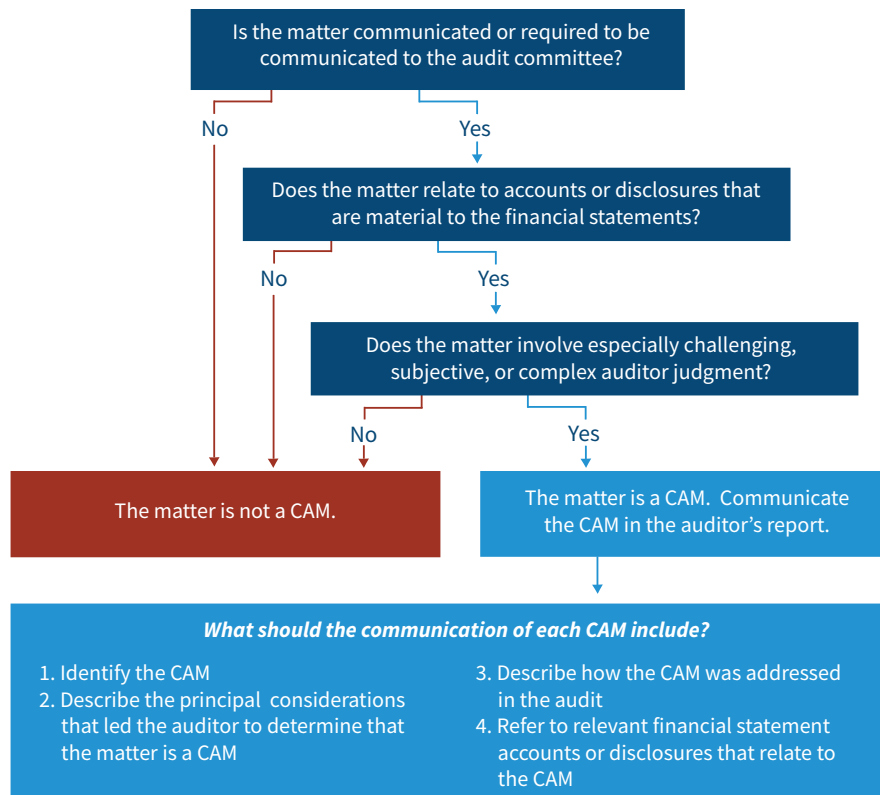 Is the matter communicated or required to be
communicated to the audit committee?
No
Yes
Does the matter relate to accounts or disclosures that
are material to the financial statements?
No
Yes
Does the matter involve especially challenging,
subjective, or complex auditor judgment?
No
Yes
The matter is not a CAM.
The matter is a CAM.  Communicate
the CAM in the auditor’s report.
What should the communication of each CAM include?
1. Identify the CAM
2. Describe the principal  considerations
that led the auditor to determine that
the matter is a CAM
3. Describe how the CAM was addressed
in the audit
4. Refer to relevant financial statement
accounts or disclosures that relate to
the CAM